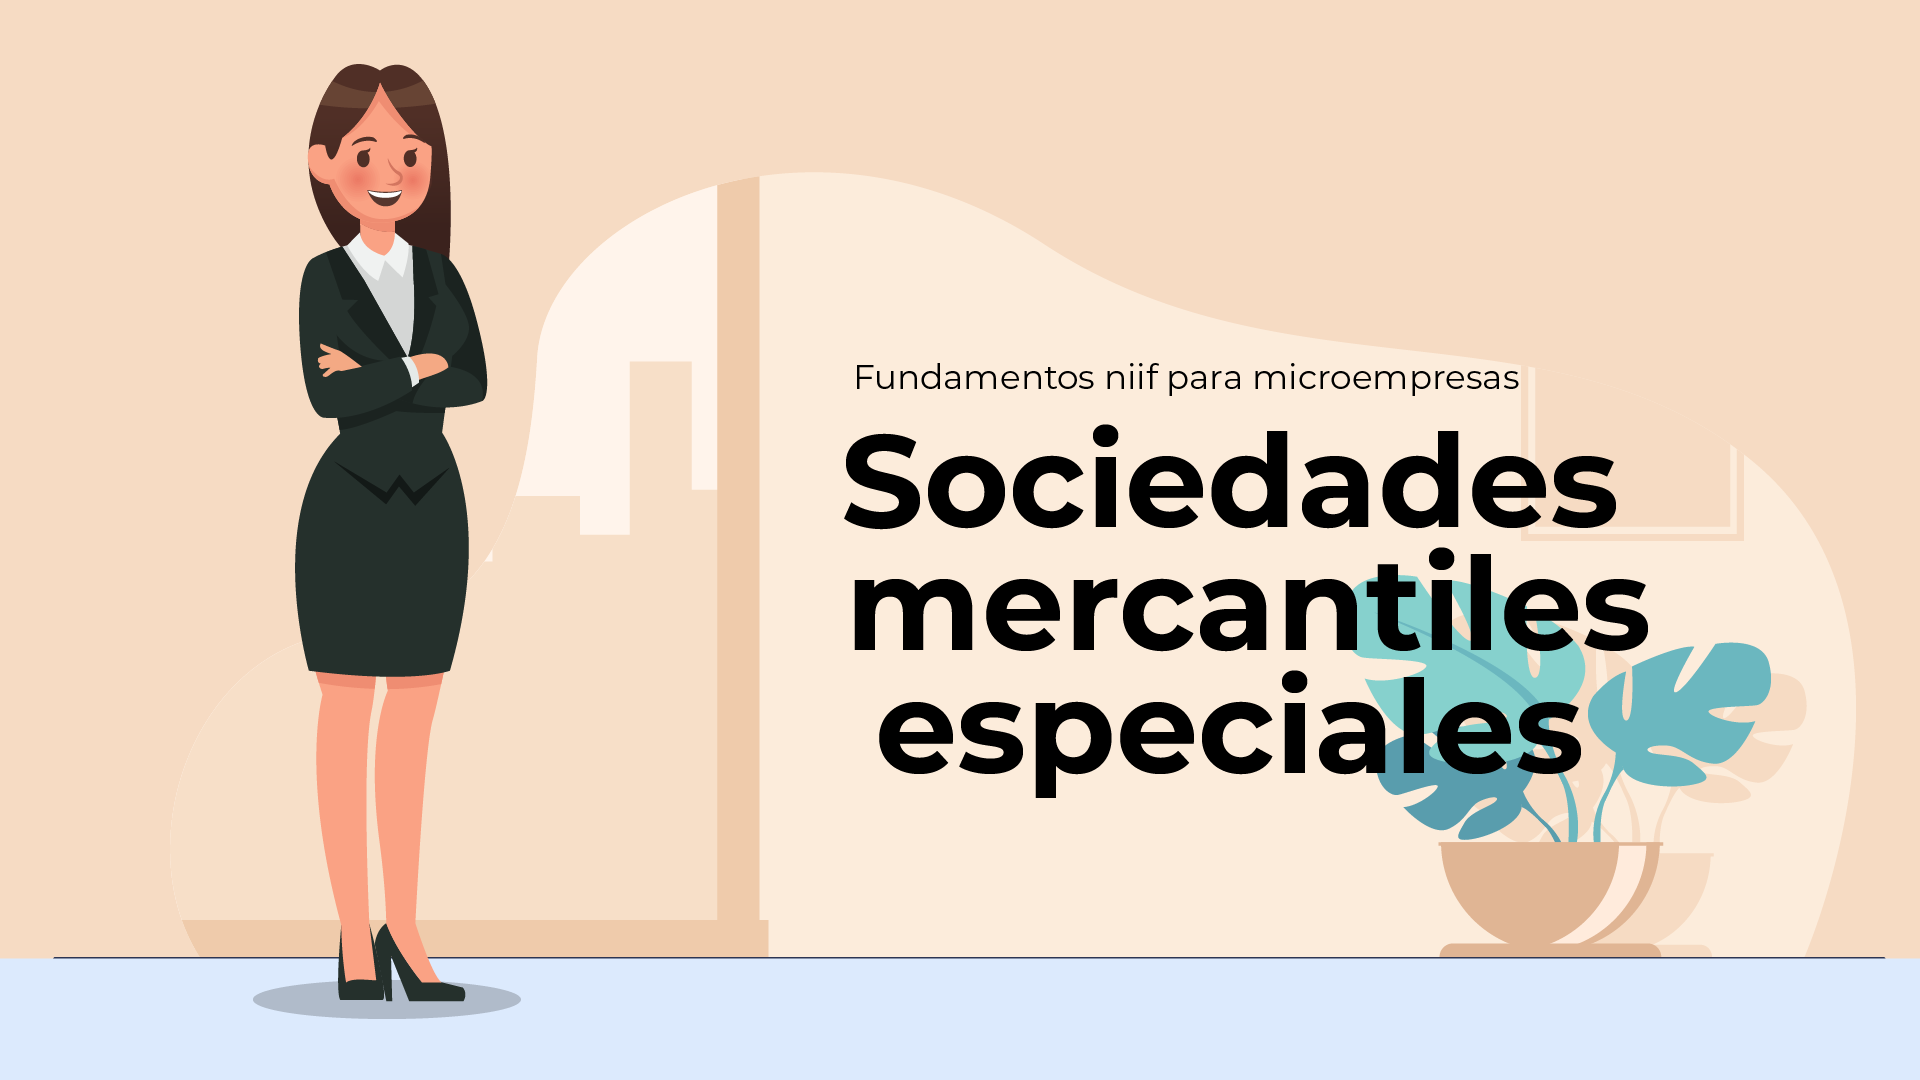 Fundamentos niif para microempresas
Sociedades
mercantiles
especiales